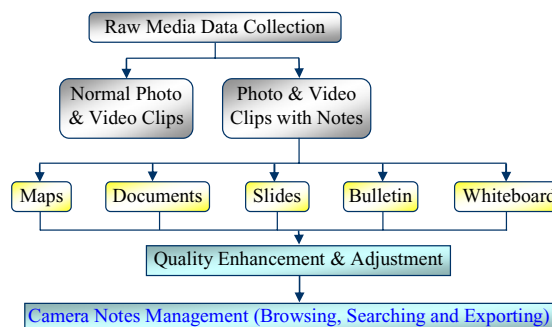 Raw Media Data Collection
Normal Photo
& Video Clips
Photo & Video
Clips with Notes
Maps
Documents
Slides
Bulletin
Whiteboard
Quality Enhancement & Adjustment
Camera Notes Management (Browsing, Searching and Exporting)